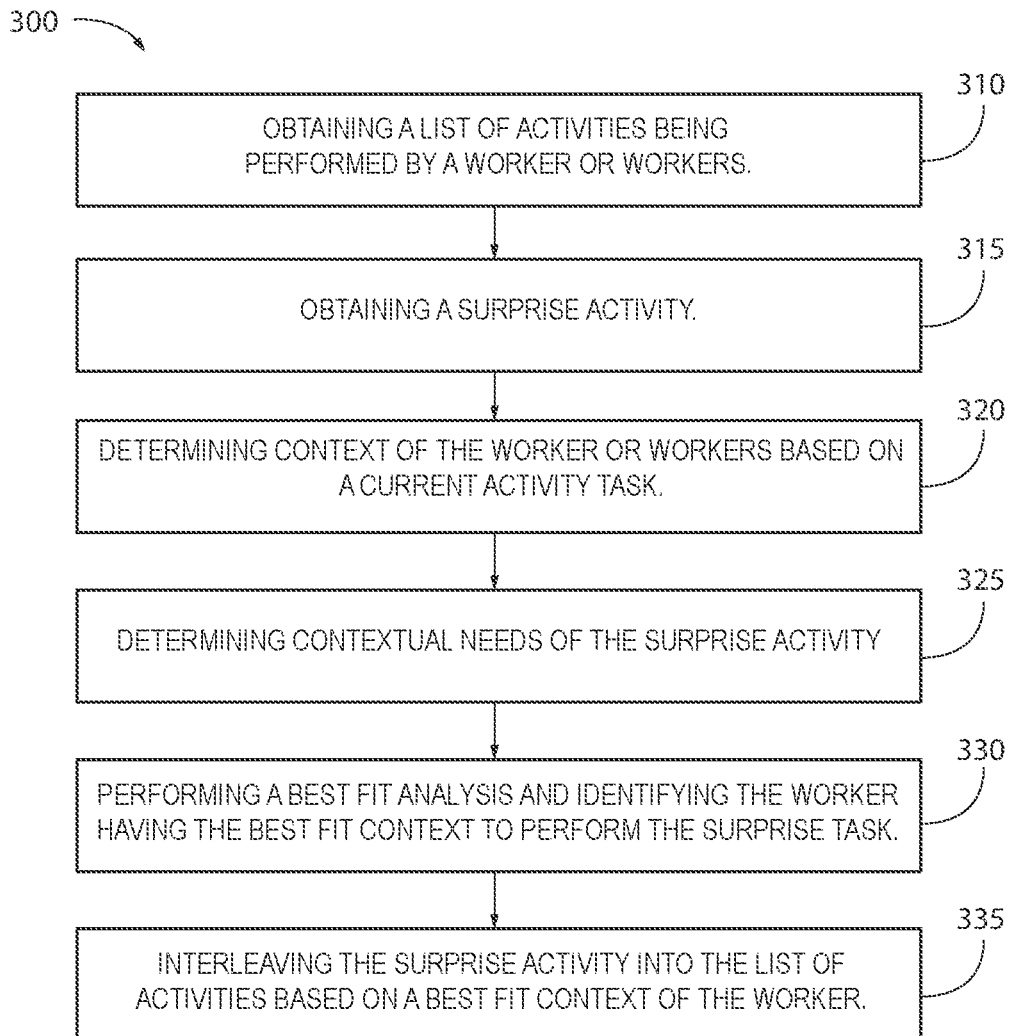 300
310
OBTAINING A LIST OF ACTIVITIES BEING
PERFORMED BY A WORKER OR WORKERS.
315
OBTAINING A SURPRISE ACTIVITY.
320
DETERMINING CONTEXT OF THE WORKER OR WORKERS BASED ON
A CURRENT ACTIVITY TASK.
325
DETERMINING CONTEXTUAL NEEDS OF THE SURPRISE ACTIVITY
330
PERFORMING A BEST FIT ANALYSIS AND IDENTIFYING THE WORKER
HAVING THE BEST FIT CONTEXT TO PERFORM THE SURPRISE TASK.
335
INTERLEAVING THE SURPRISE ACTIVITY INTO THE LIST OF
ACTIVITIES BASED ON A BEST FIT CONTEXT OF THE WORKER.